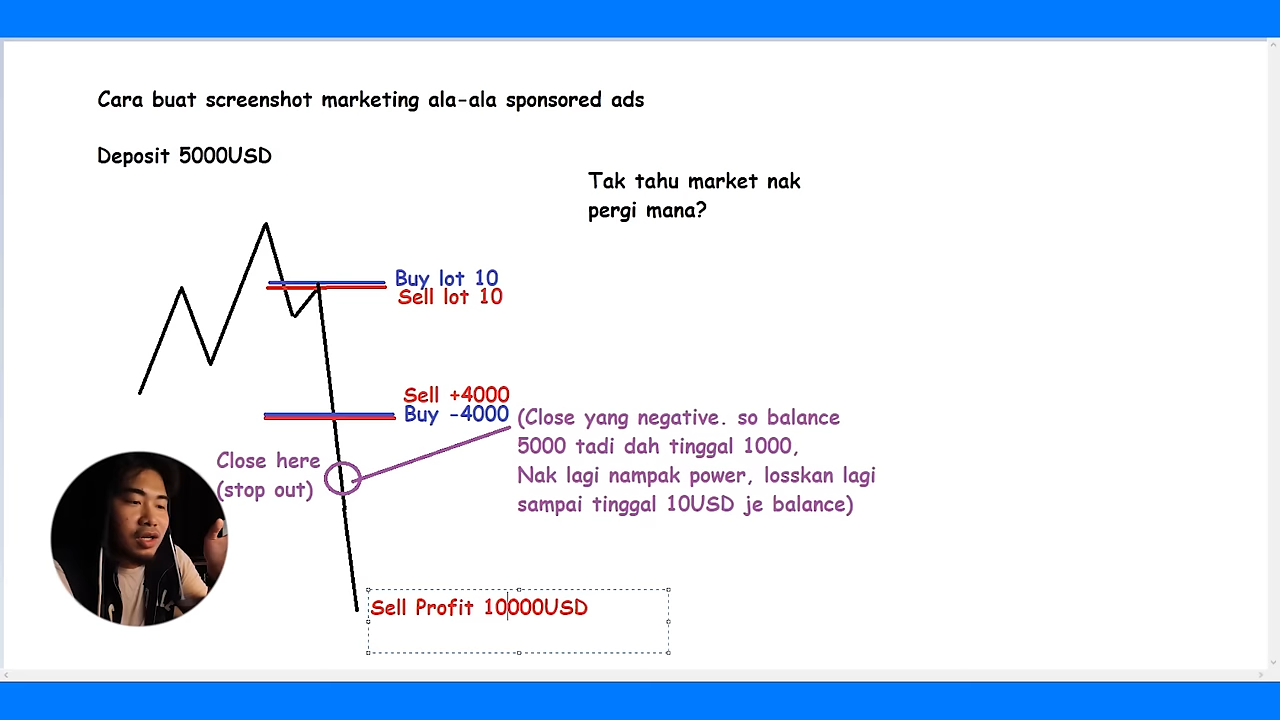 Cara buat screenshot marketing ala-ala sponsored ads
Deposit 5000USD
Tak tahu market nak
pergi mana?
Buy lot 10
Sell lot 10
Sell +4000
Buy -4000
(Close yang negative. so balance
5000 tadi dah tinggal 1000,
Nak lagi nampak power, losskan lagi
sampai tinggal 10USD je balance)
Close here
(stop out)
Sell Profit 10000USD